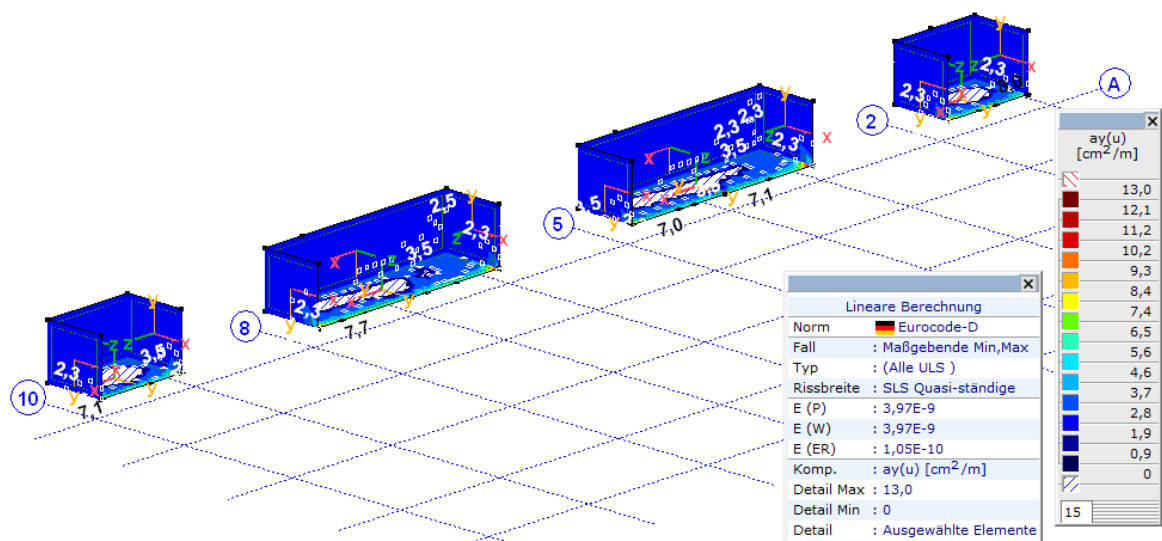 A
2
5
8
10
2,3
2,3
2,3
2,3
3,5
2,3
7,1
7,0
2,5
2,3
3,5
2,3
7,7
3,5
2,3
7,1
ay(u)
[cm²/m]
13,0
12,1
11,2
10,2
9,3
8,4
7,4
6,5
5,6
4,6
3,7
2,8
1,9
0,9
0
15
Lineare Berechnung
Norm Eurocode-D
Fall : Maßgebende Min,Max
Typ : (Alle ULS )
Rissbreite : SLS Quasi-ständige
E (P) : 3,97E-9
E (W) : 3,97E-9
E (ER) : 1,05E-10
Komp. : ay(u) [cm²/m]
Detail Max : 13,0
Detail Min : 0
Detail : Ausgewählte Elemente